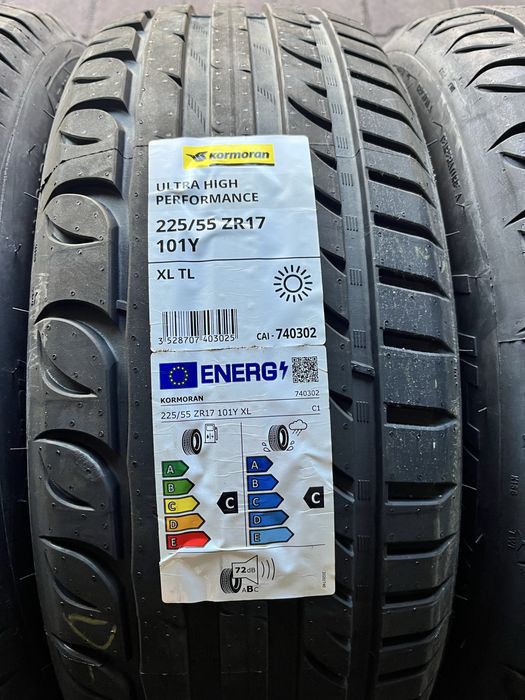 Kormoran
ULTRA HIGH
PERFORMANCE
225/55 ZR17
101Y
XL TL
3 528707 403025
CAI - 740302
ENERG
KORMORAN
740302
225/55 ZR17 101Y XL
C1
A
B
C
D
E
C
A
B
C
D
E
C
72dB
ABC